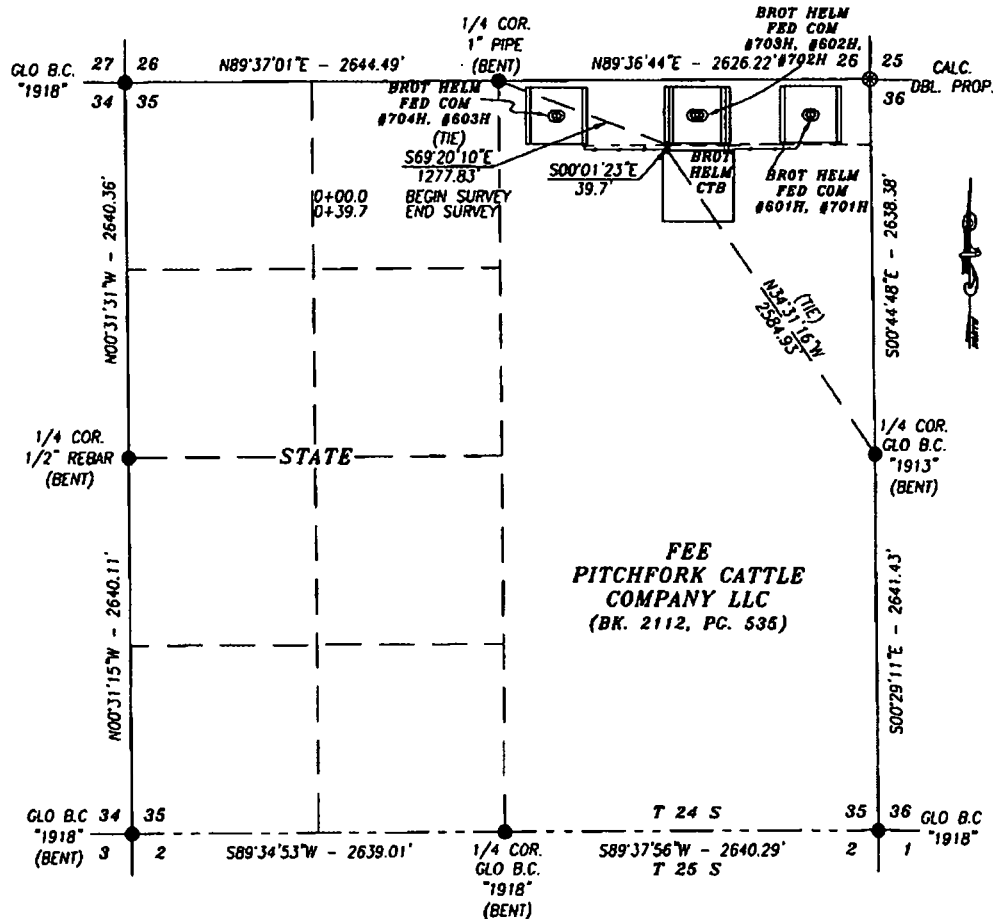 BROT HELM
FED COM
#703H, #602H,
#702H
1/4 COR.
1" PIPE
(BENT)
GLO B.C.
"1918"
27 26
34 35
N89°37'01"E - 2644.49'
N89°36'44"E - 2626.22'
26 25
36
CALC.
DBL. PROP.
BROT HELM
FED COM
#704H, #603H
(TIE)
S69°20'10"E
1277.83'
S00°01'23"E
39.7'
BROT
HELM
CTB
BROT HELM
FED COM
#601H, #701H
0+00.0 BEGIN SURVEY
0+39.7 END SURVEY
N00°31'31"W - 2640.36'
S00°44'48"E - 2638.38'
(TIE)
N34°31'16"W
2584.93'
1/4 COR.
1/2" REBAR
(BENT)
STATE
1/4 COR.
GLO B.C.
"1913"
(BENT)
FEE
PITCHFORK CATTLE
COMPANY LLC
(BK. 2112, PG. 535)
N00°31'15"W - 2640.11'
S00°29'11"E - 2641.43'
GLO B.C
"1918"
(BENT)
34 35
3 2
S89°34'53"W - 2639.01'
1/4 COR.
GLO B.C.
"1918"
(BENT)
T 24 S
S89°37'56"W - 2640.29'
T 25 S
35 36
2 1
GLO B.C
"1918"